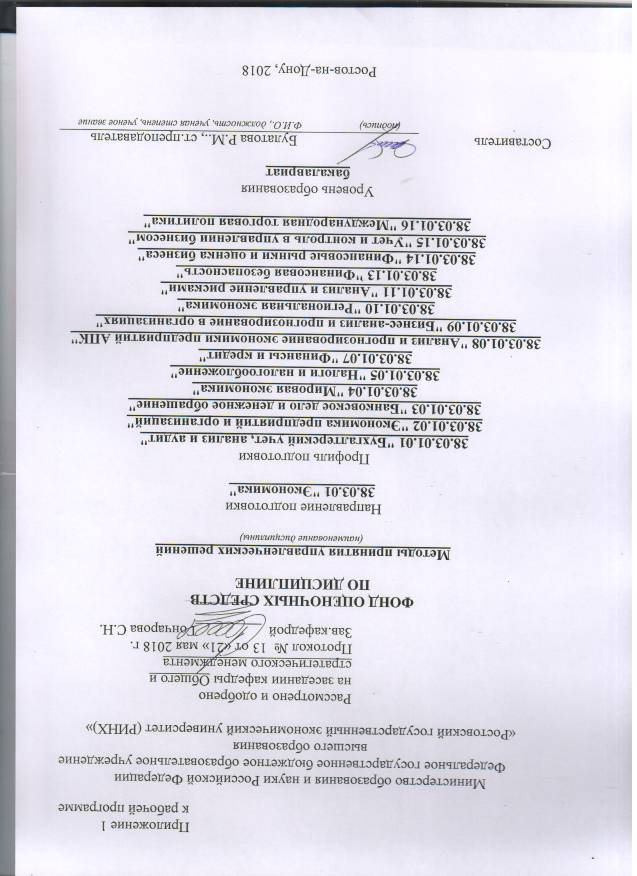 Приложение 1
к рабочей программе
Министерство образования и науки Российской Федерации
Федеральное государственное бюджетное образовательное учреждение
высшего образования
«Ростовский государственный экономический университет (РИНХ)»
Рассмотрено и одобрено
на заседании кафедры Общего и
стратегического менеджмента
Протокол № 13 от «21» мая 2018 г.
Зав.кафедрой Гончарова С.Н.
ФОНД ОЦЕНОЧНЫХ СРЕДСТВ
ПО ДИСЦИПЛИНЕ
Методы принятия управленческих решений
(наименование дисциплины)
Направление подготовки
38.03.01 "Экономика"
Профиль подготовки
38.03.01.01 "Бухгалтерский учет, анализ и аудит"
38.03.01.02 "Экономика предприятий и организаций"
38.03.01.03 "Банковское дело и денежное обращение"
38.03.01.04 "Мировая экономика"
38.03.01.05 "Налоги и налогообложение"
38.03.01.07 "Финансы и кредит"
38.03.01.08 "Анализ и прогнозирование экономики предприятий АПК"
38.03.01.09 "Бизнес-анализ и прогнозирование в организациях"
38.03.01.10 "Региональная экономика"
38.03.01.11 "Анализ и управление рисками"
38.03.01.13 "Финансовая безопасность"
38.03.01.14 "Финансовые рынки и оценка бизнеса"
38.03.01.15 "Учет и контроль в управлении бизнесом"
38.03.01.16 "Международная торговая политика"
Уровень образования
бакалавриат
Составитель Булатова Р.М., ст.преподаватель
(подпись) Ф.И.О., должность, ученая степень, ученое звание
Ростов-на-Дону, 2018